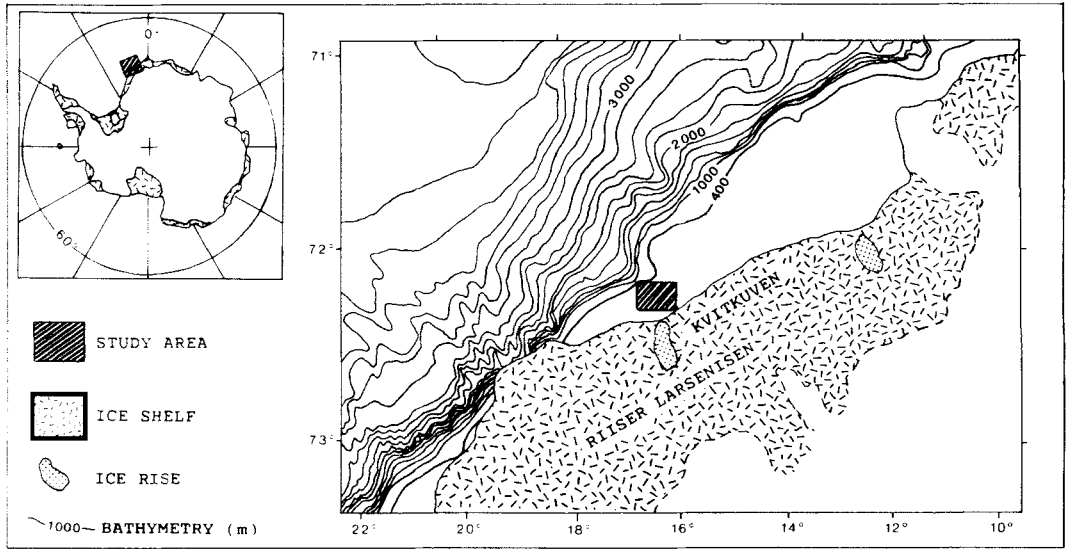 0°
60°
STUDY AREA
ICE SHELF
ICE RISE
1000 BATHYMETRY (m)
71°
72°
73°
3000
2000
1000
400
KVITKUVEN
RIISER LARSENISEN
22° 20° 18° 16° 14° 12° 10°